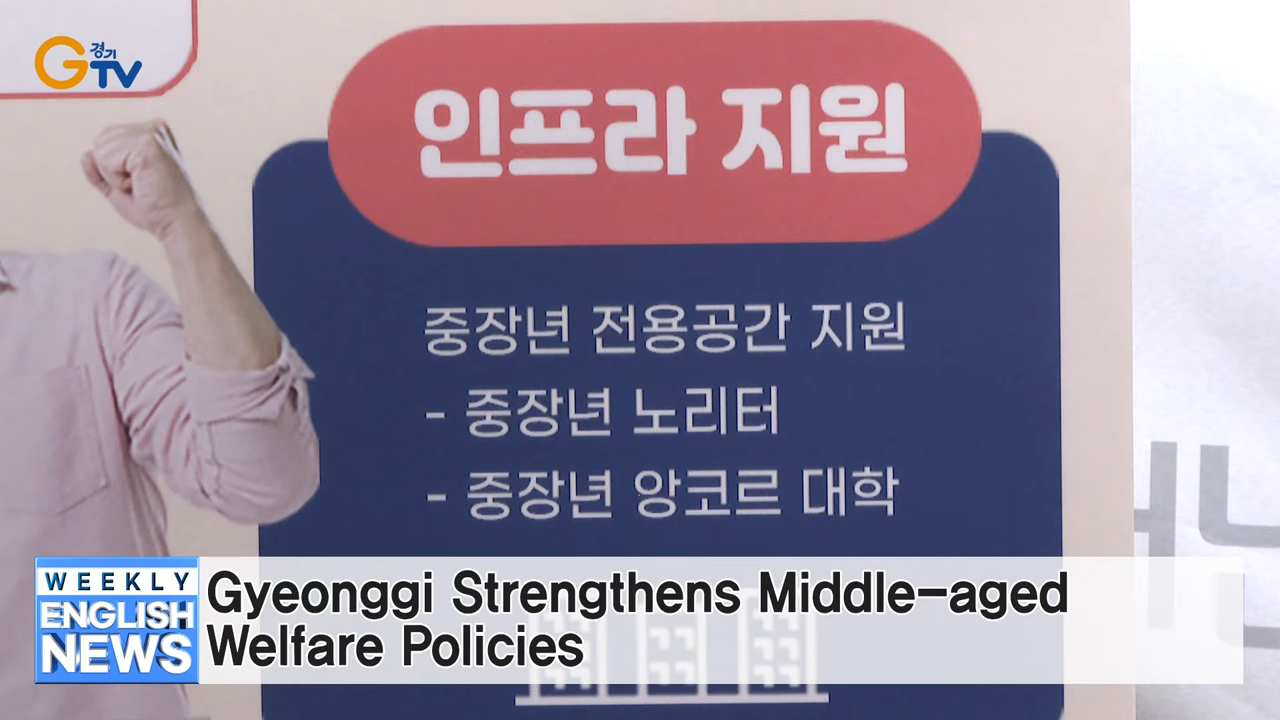 경기
GTV
인프라 지원
중장년 전용공간 지원
- 중장년 노리터
- 중장년 앙코르 대학
WEEKLY
ENGLISH
NEWS
Gyeonggi Strengthens Middle-aged
Welfare Policies